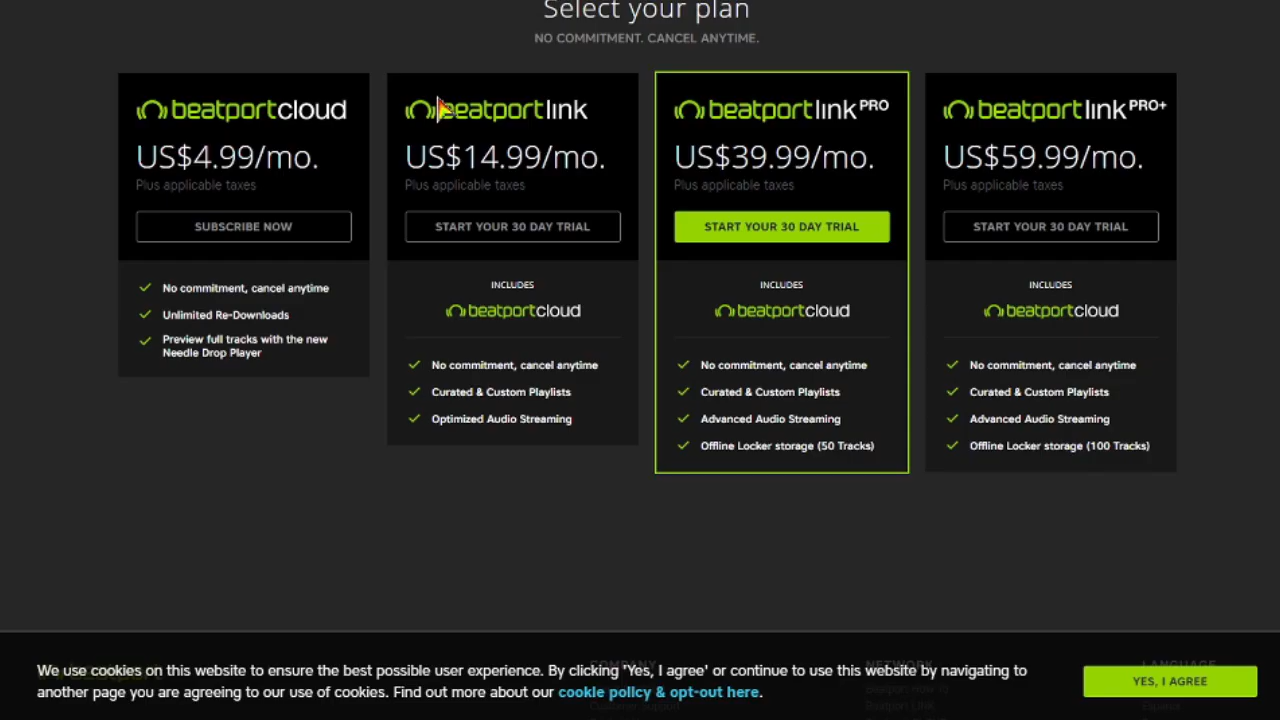 Select your plan
NO COMMITMENT. CANCEL ANYTIME.
beatportcloud
US$4.99/mo.
Plus applicable taxes
SUBSCRIBE NOW
No commitment, cancel anytime
Unlimited Re-Downloads
Preview full tracks with the new
Needle Drop Player
beatportlink
US$14.99/mo.
Plus applicable taxes
START YOUR 30 DAY TRIAL
INCLUDES
beatportcloud
No commitment, cancel anytime
Curated & Custom Playlists
Optimized Audio Streaming
beatportlink PRO
US$39.99/mo.
Plus applicable taxes
START YOUR 30 DAY TRIAL
INCLUDES
beatportcloud
No commitment, cancel anytime
Curated & Custom Playlists
Advanced Audio Streaming
Offline Locker storage (50 Tracks)
beatportlink PRO+
US$59.99/mo.
Plus applicable taxes
START YOUR 30 DAY TRIAL
INCLUDES
beatportcloud
No commitment, cancel anytime
Curated & Custom Playlists
Advanced Audio Streaming
Offline Locker storage (100 Tracks)
We use cookies on this website to ensure the best possible user experience. By clicking 'Yes, I agree' or continue to use this website by navigating to
another page you are agreeing to our use of cookies. Find out more about our cookie policy & opt-out here.
YES, I AGREE
COMPANY
Customer Support
NETWORK
Beatport LINK
LANGUAGE
Español